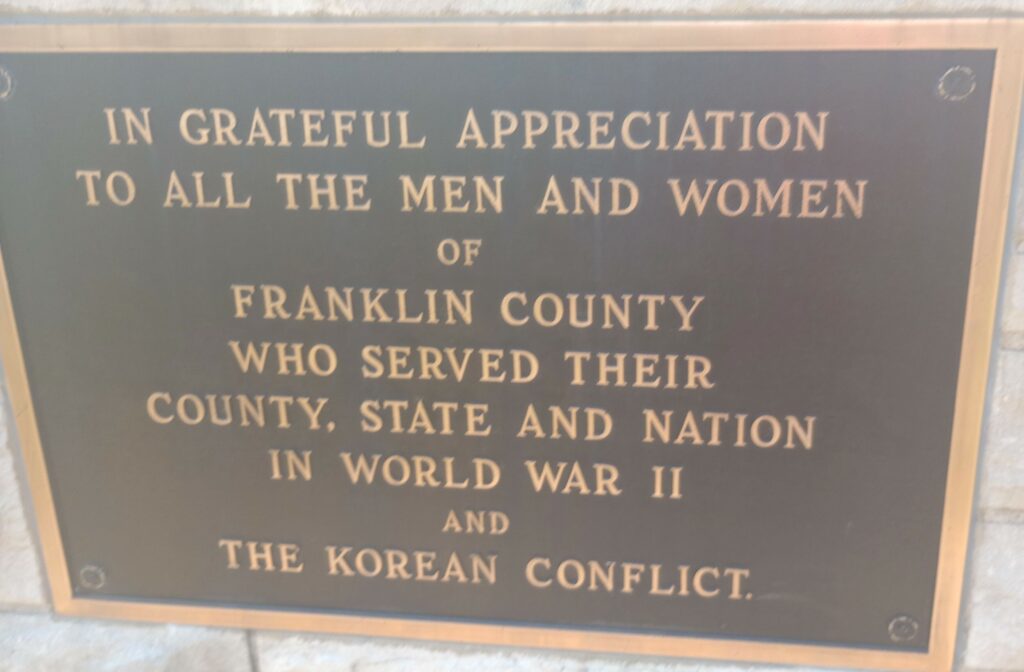 IN GRATEFUL APPRECIATION
TO ALL THE MEN AND WOMEN
OF
FRANKLIN COUNTY
WHO SERVED THEIR
COUNTY, STATE AND NATION
IN WORLD WAR II
AND
THE KOREAN CONFLICT.